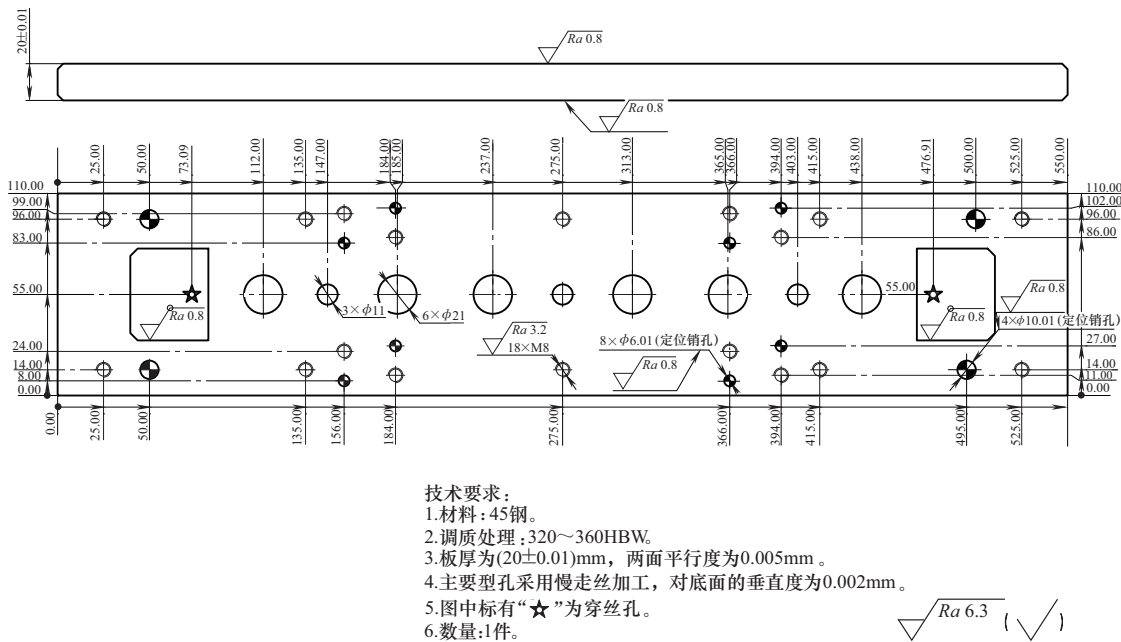 20±0.01
Ra 0.8
Ra 0.8
25.00
50.00
73.09
112.00
135.00
147.00
184.00
185.00
237.00
275.00
313.00
365.00
366.00
394.00
403.00
415.00
438.00
476.91
500.00
525.00
550.00
110.00
99.00
96.00
83.00
55.00
24.00
14.00
8.00
0.00
110.00
102.00
96.00
86.00
55.00
27.00
14.00
11.00
0.00
Ra 0.8
3×ϕ11
6×ϕ21
Ra 3.2
18×M8
8×ϕ6.01(定位销孔)
Ra 0.8
Ra 0.8
Ra 0.8
4×ϕ10.01(定位销孔)
0.00
25.00
50.00
135.00
156.00
184.00
275.00
366.00
394.00
415.00
495.00
525.00
技术要求:
1.材料:45钢。
2.调质处理:320～360HBW。
3.板厚为(20±0.01)mm，两面平行度为0.005mm。
4.主要型孔采用慢走丝加工，对底面的垂直度为0.002mm。
5.图中标有“☆”为穿丝孔。
6.数量:1件。
Ra 6.3 (√)